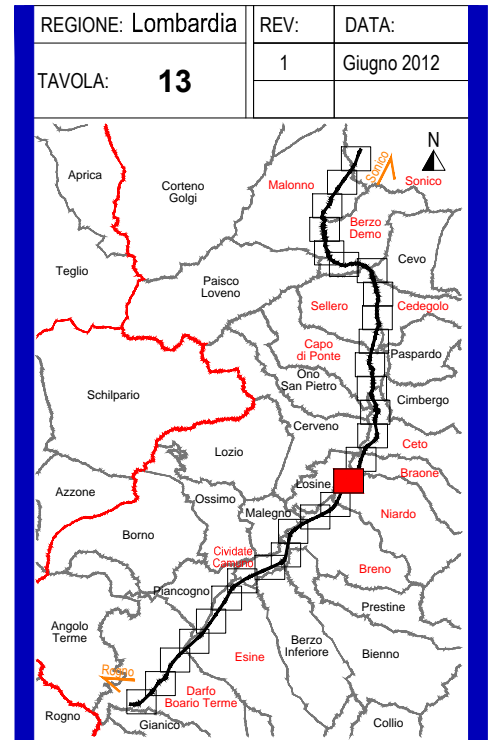 REGIONE: Lombardia
REV:
DATA:
TAVOLA: 13
1
Giugno 2012
N
Sonico
Aprica
Corteno
Golgi
Malonno
Sonico
Berzo
Demo
Teglio
Cevo
Paisco
Loveno
Sellero
Cedegolo
Capo
di Ponte
Paspardo
Ono
San Pietro
Schilpario
Cimbergo
Cerveno
Ceto
Lozio
Braone
Losine
Azzone
Ossimo
Malegno
Niardo
Borno
Cividate
Camuno
Breno
Piancogno
Prestine
Angolo
Terme
Berzo
Inferiore
Bienno
Esine
Rogno
Darfo
Boario Terme
Rogno
Gianico
Collio